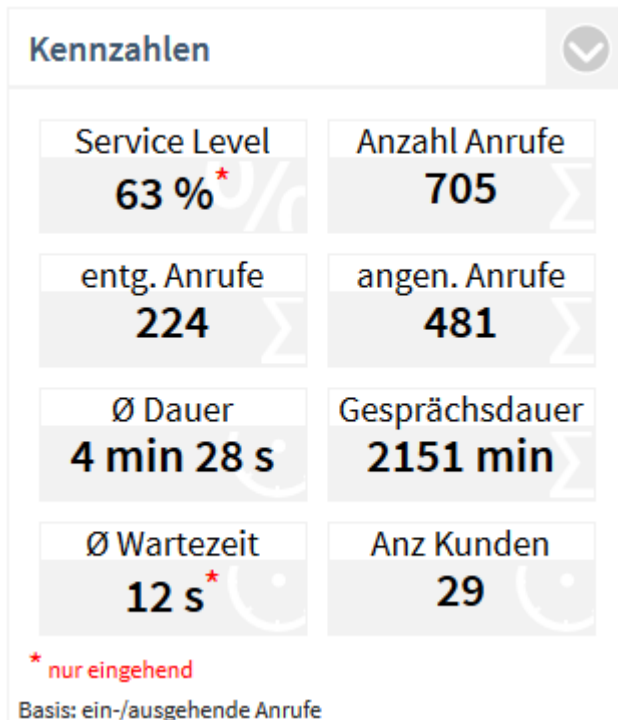 Kennzahlen
Service Level
Anzahl Anrufe
63 %*
705
entg. Anrufe
angen. Anrufe
224
481
Ø Dauer
Gesprächsdauer
4 min 28 s
2151 min
Ø Wartezeit
Anz Kunden
12 s*
29
* nur eingehend
Basis: ein-/ausgehende Anrufe